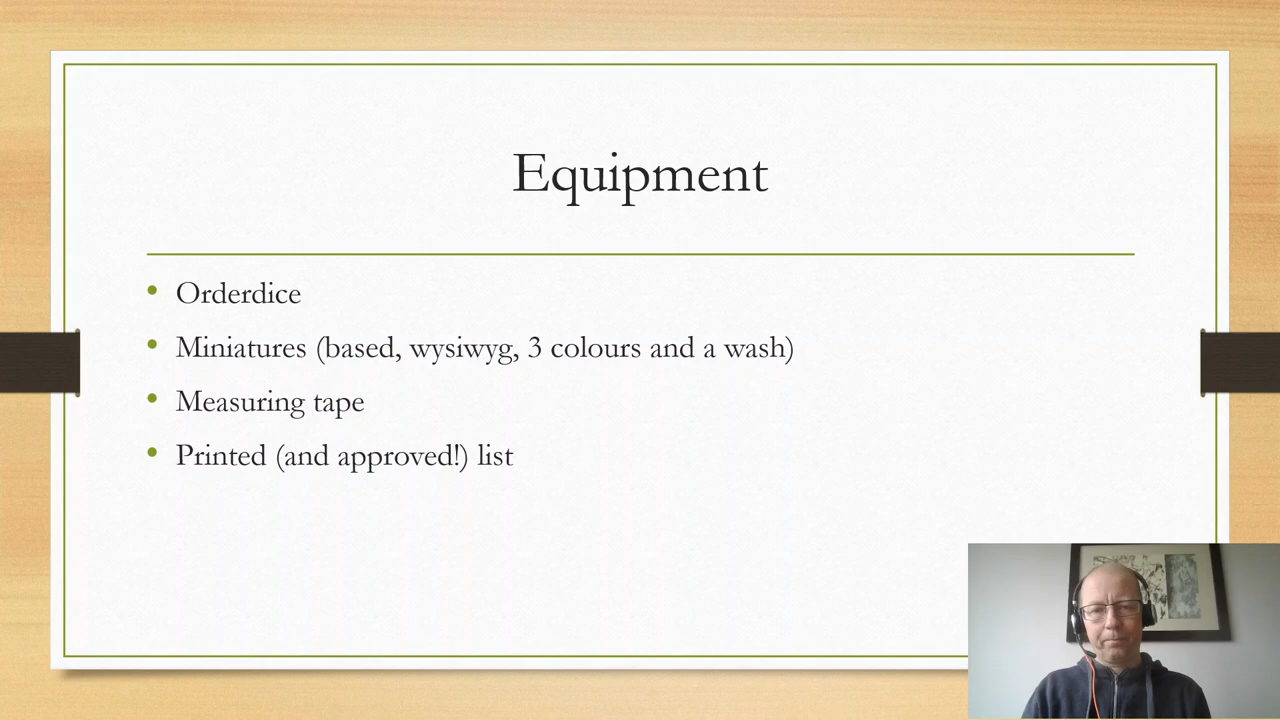 Equipment
• Orderdice
• Miniatures (based, wysiwyg, 3 colours and a wash)
• Measuring tape
• Printed (and approved!) list